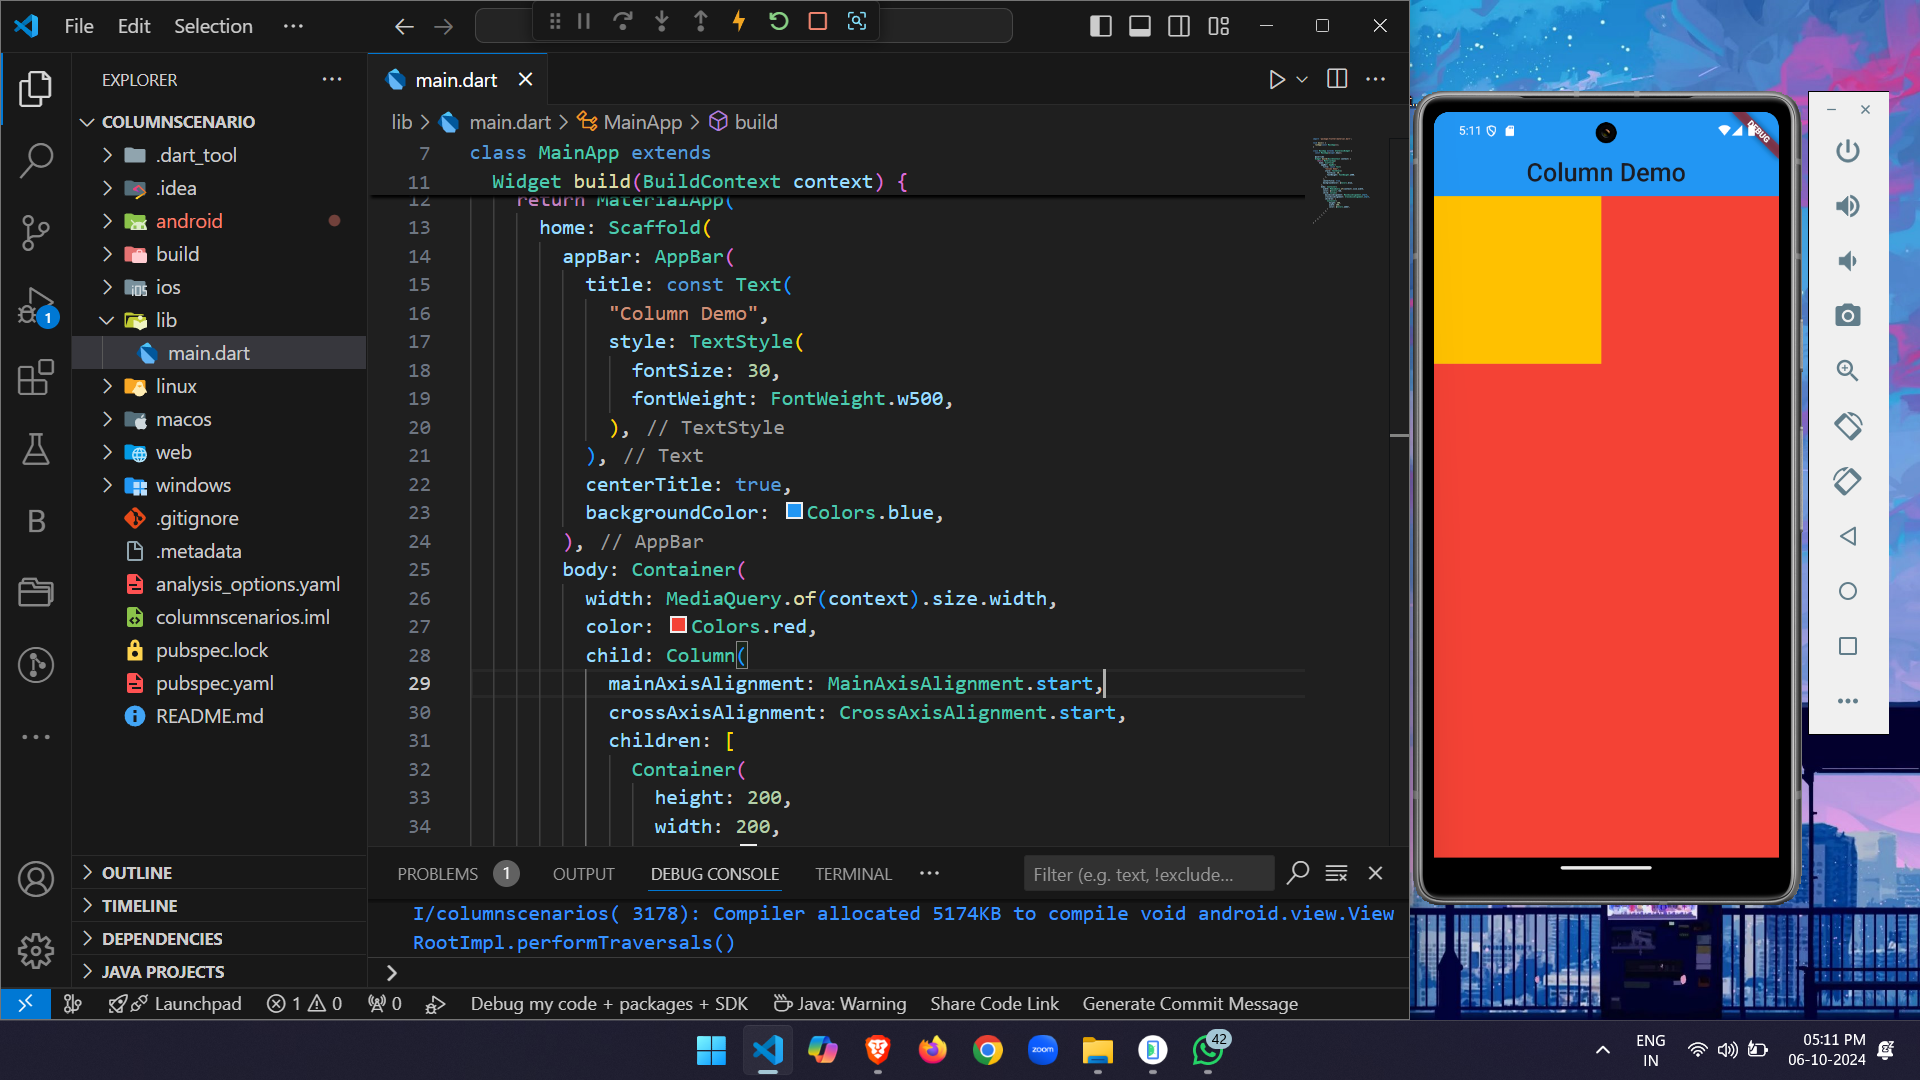 File Edit Selection ···
EXPLORER ···
COLUMNSCENARIO
.dart_tool
.idea
android
build
ios
lib
main.dart
linux
macos
web
windows
.gitignore
.metadata
analysis_options.yaml
columnscenarios.iml
pubspec.lock
pubspec.yaml
README.md
OUTLINE
TIMELINE
DEPENDENCIES
JAVA PROJECTS
1
B
main.dart
lib > main.dart > MainApp > build
7 class MainApp extends
11 Widget build(BuildContext context) {
12 return MaterialApp(
13 home: Scaffold(
14 appBar: AppBar(
15 title: const Text(
16 "Column Demo",
17 style: TextStyle(
18 fontSize: 30,
19 fontWeight: FontWeight.w500,
20 ), // TextStyle
21 ), // Text
22 centerTitle: true,
23 backgroundColor: Colors.blue,
24 ), // AppBar
25 body: Container(
26 width: MediaQuery.of(context).size.width,
27 color: Colors.red,
28 child: Column(
29 mainAxisAlignment: MainAxisAlignment.start,
30 crossAxisAlignment: CrossAxisAlignment.start,
31 children: [
32 Container(
33 height: 200,
34 width: 200,
PROBLEMS 1 OUTPUT DEBUG CONSOLE TERMINAL ··· Filter (e.g. text, !exclude...
I/columnscenarios( 3178): Compiler allocated 5174KB to compile void android.view.View
RootImpl.performTraversals()
>
Launchpad 1 0 0 Debug my code + packages + SDK Java: Warning Share Code Link Generate Commit Message
5:11
DEBUG
Column Demo
zoom
42
ENG
IN
05:11 PM
06-10-2024